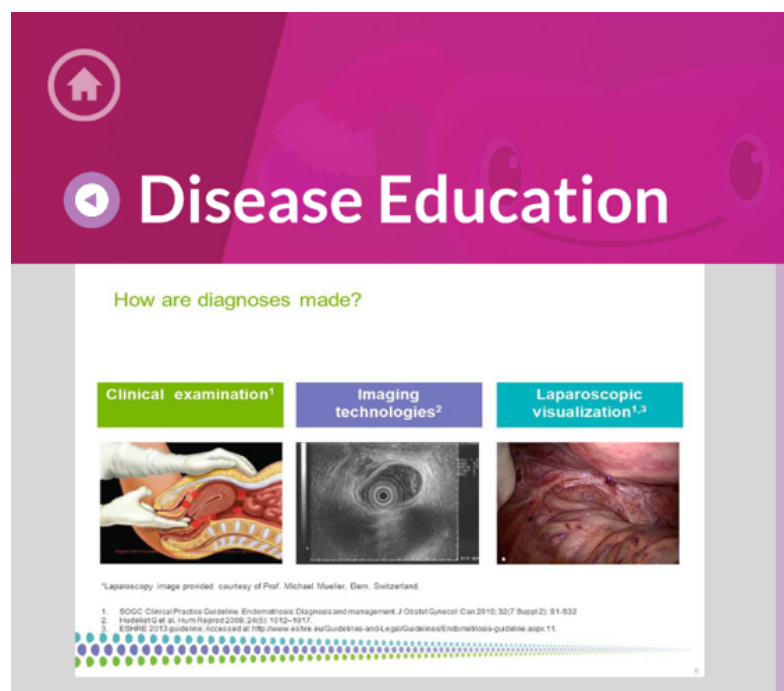 Disease Education
How are diagnoses made?
Clinical examination1
Imaging
technologies2
Laparoscopic
visualization1,3
*Laparoscopy image provided courtesy of Prof. Michael Mueller, Bern, Switzerland.
1. SOGC Clinical Practice Guideline. Endometriosis: Diagnosis and management. J Obstet Gynecol Can 2010; 32(7 Suppl 2): S1-S32
2. Hudelist G et al. Hum Reprod 2009; 24(5): 1012–1017.
3. ESHRE 2013 guideline; Accessed at: http://www.eshre.eu/Guidelines-and-Legal/Guidelines/Endometriosis-guideline.aspx.11.
6